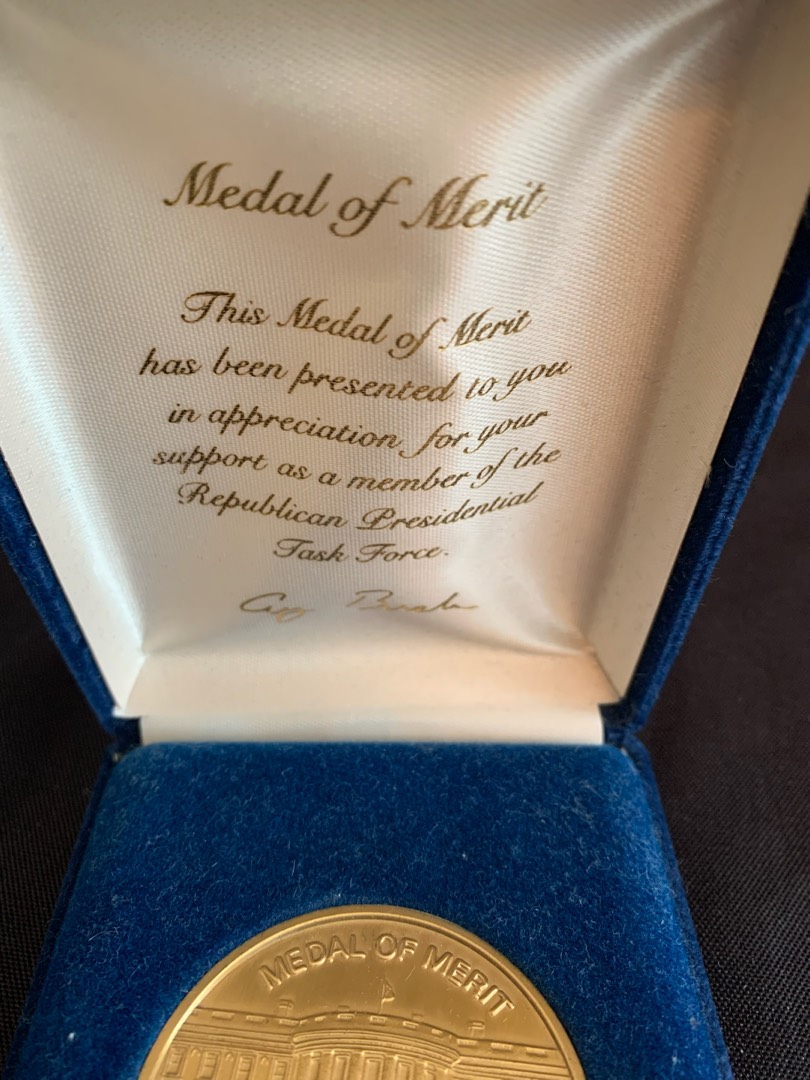 Medal of Merit
This Medal of Merit
has been presented to you
in appreciation for your
support as a member of the
Republican Presidential
Task Force.
Bush
MEDAL OF MERIT